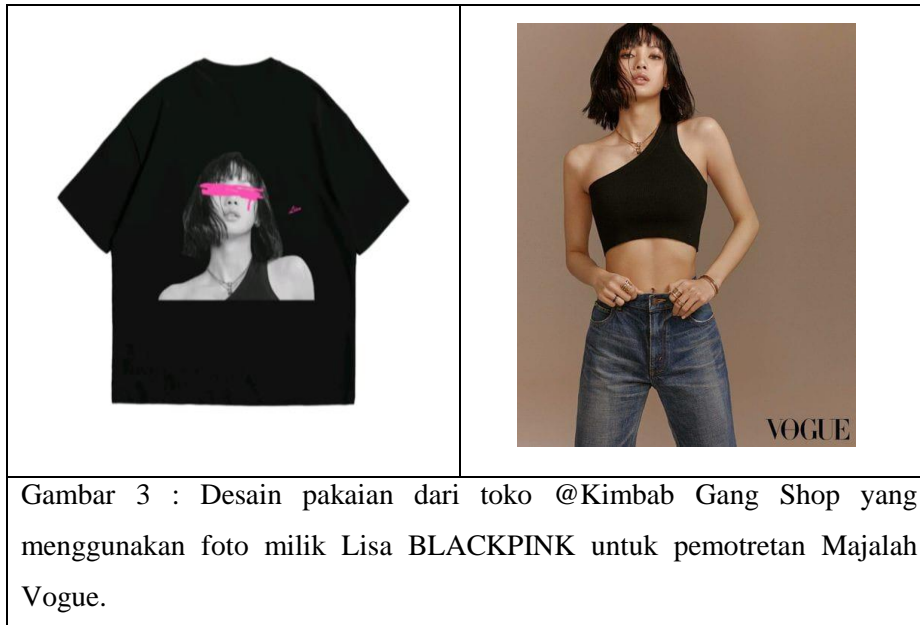 Lisa
VOGUE
Gambar 3 : Desain pakaian dari toko @Kimbab Gang Shop yang
menggunakan foto milik Lisa BLACKPINK untuk pemotretan Majalah
Vogue.